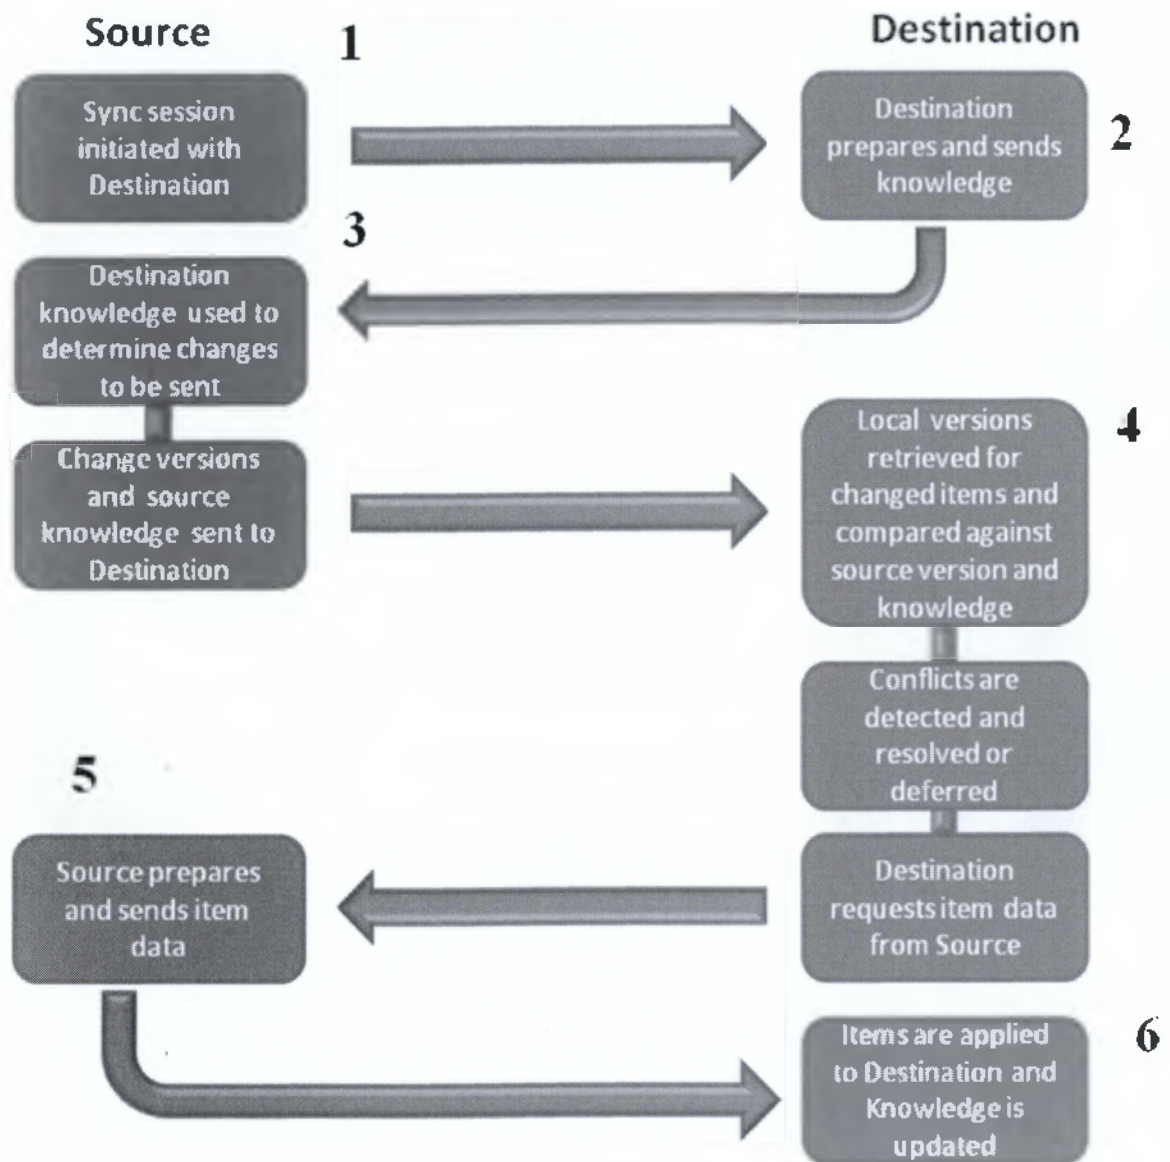 Source
1
Destination
Sync session
initiated with
Destination
Destination
prepares and sends
knowledge
2
3
Destination
knowledge used to
determine changes
to be sent
Change versions
and source
knowledge sent to
Destination
Local versions
retrieved for
changed items and
compared against
source version and
knowledge
4
Conflicts are
detected and
resolved or
deferred
Destination
requests item data
from Source
5
Source prepares
and sends item
data
Items are applied
to Destination and
Knowledge is
updated
6